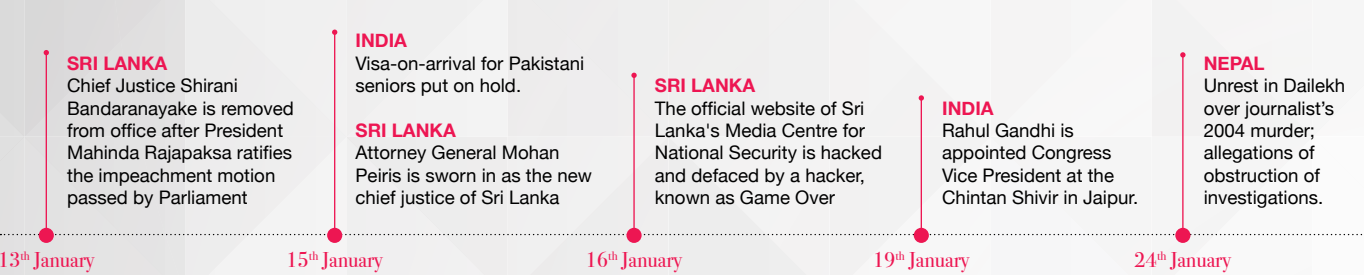 SRI LANKA
Chief Justice Shirani
Bandaranayake is removed
from office after President
Mahinda Rajapaksa ratifies
the impeachment motion
passed by Parliament
13th January
INDIA
Visa-on-arrival for Pakistani
seniors put on hold.
SRI LANKA
Attorney General Mohan
Peiris is sworn in as the new
chief justice of Sri Lanka
15th January
SRI LANKA
The official website of Sri
Lanka's Media Centre for
National Security is hacked
and defaced by a hacker,
known as Game Over
16th January
INDIA
Rahul Gandhi is
appointed Congress
Vice President at the
Chintan Shivir in Jaipur.
19th January
NEPAL
Unrest in Dailekh
over journalist’s
2004 murder;
allegations of
obstruction of
investigations.
24th January